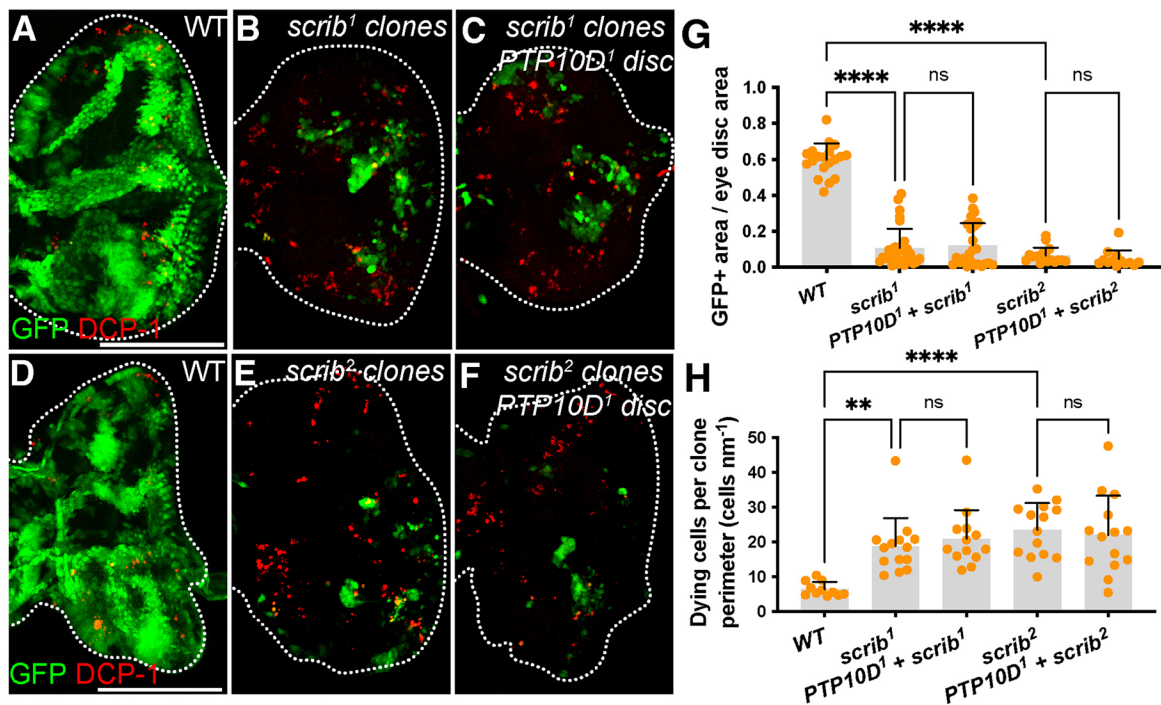 A
WT
B
scrib¹ clones
C
scrib¹ clones
PTP10D¹ disc
GFP DCP-1
D
WT
E
scrib² clones
F
scrib² clones
PTP10D¹ disc
GFP DCP-1
G
****
****
ns
ns
GFP+ area / eye disc area
1.0
0.8
0.6
0.4
0.2
0.0
WT
scrib¹
PTP10D¹ + scrib¹
scrib²
PTP10D¹ + scrib²
H
****
**
ns
ns
Dying cells per clone
perimeter (cells nm⁻¹)
50
40
30
20
10
0
WT
scrib¹
PTP10D¹ + scrib¹
scrib²
PTP10D¹ + scrib²